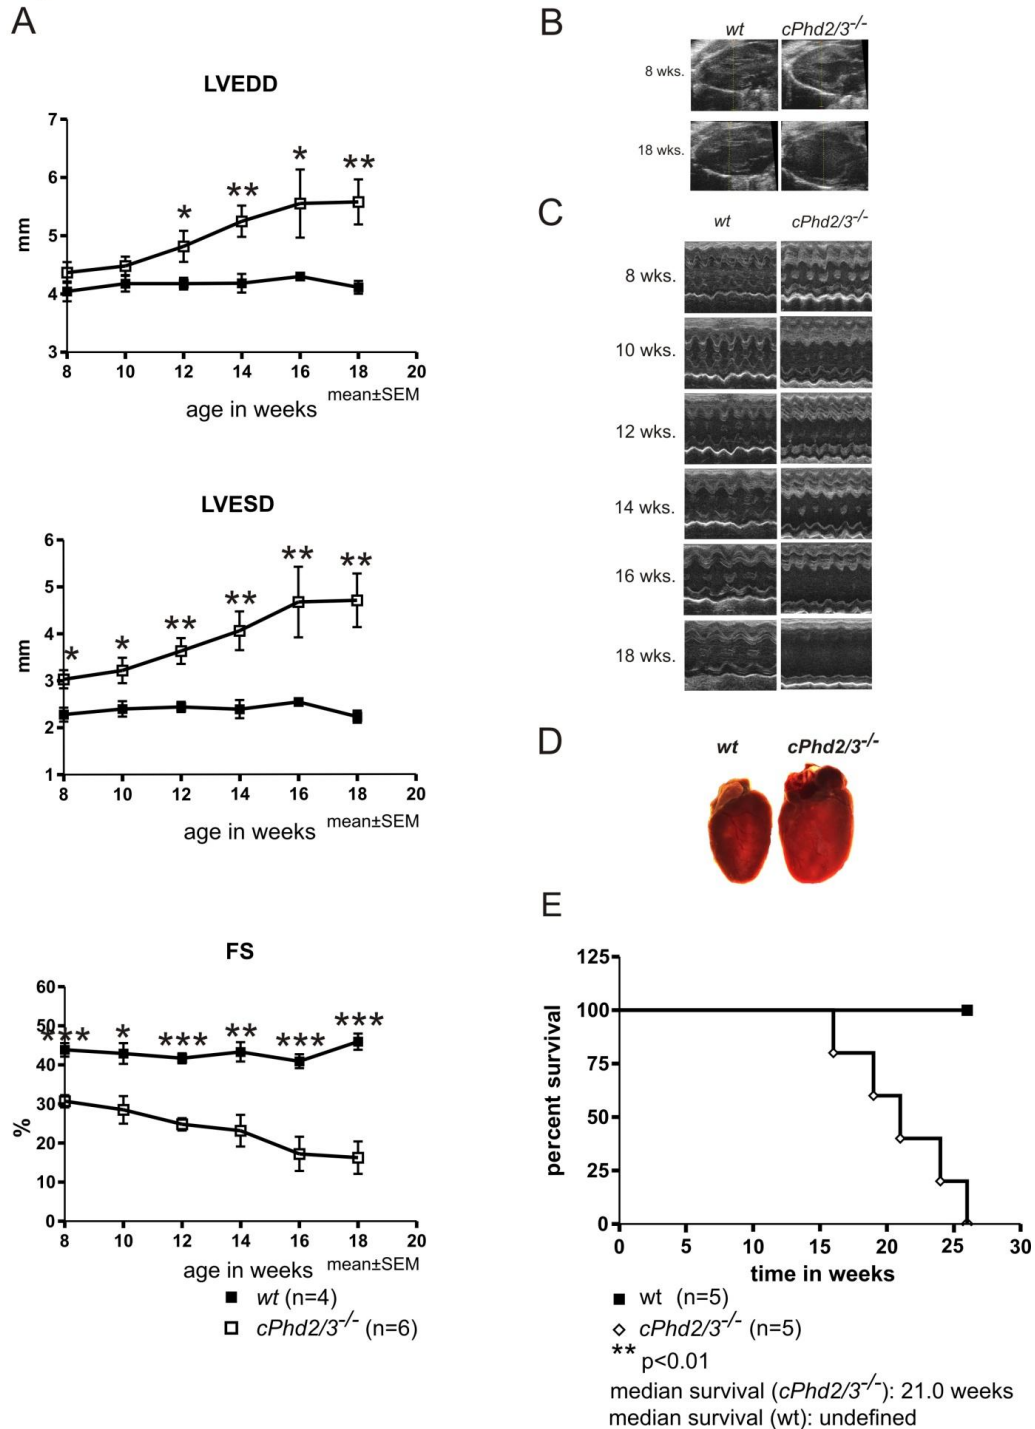 A
LVEDD
7
6
5
4
3
mm
*
**
*
**
8 10 12 14 16 18 20
age in weeks mean±SEM
LVESD
6
5
4
3
2
1
mm
*
*
**
**
**
**
8 10 12 14 16 18 20
age in weeks mean±SEM
FS
60
50
40
30
20
10
0
%
***
*
***
**
***
***
8 10 12 14 16 18 20
age in weeks mean±SEM
wt (n=4)
cPhd2/3-/- (n=6)
B
wt cPhd2/3-/-
8 wks.
18 wks.
C
wt cPhd2/3-/-
8 wks.
10 wks.
12 wks.
14 wks.
16 wks.
18 wks.
D
wt cPhd2/3-/-
E
125
100
75
50
25
0
percent survival
0 5 10 15 20 25 30
time in weeks
wt (n=5)
cPhd2/3-/- (n=5)
** p<0.01
median survival (cPhd2/3-/-): 21.0 weeks
median survival (wt): undefined